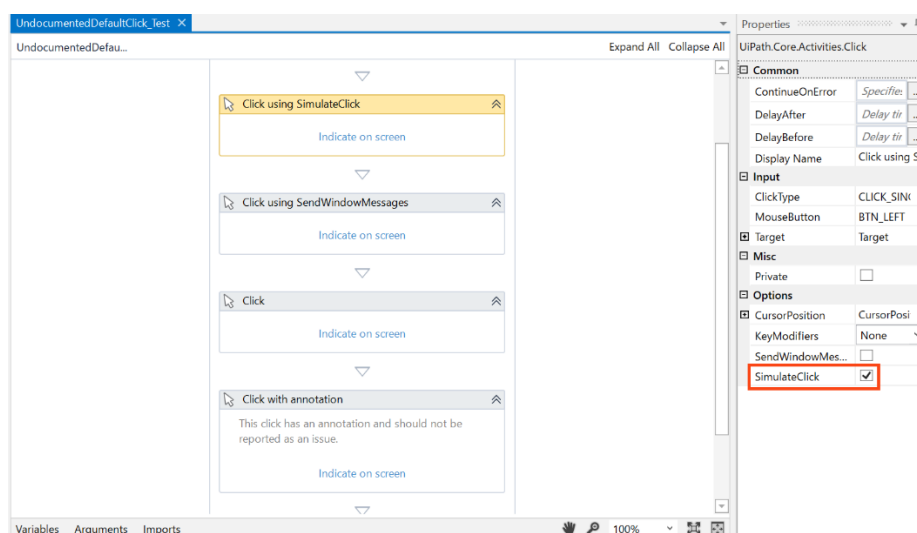 UndocumentedDefaultClick_Test ×
UndocumentedDefau...
Expand All Collapse All
Click using SimulateClick
Indicate on screen
Click using SendWindowMessages
Indicate on screen
Click
Indicate on screen
Click with annotation
This click has an annotation and should not be
reported as an issue.
Indicate on screen
Variables Arguments Imports
100%
Properties
UiPath.Core.Activities.Click
Common
ContinueOnError Specifie: ...
DelayAfter Delay tir ...
DelayBefore Delay tir ...
Display Name Click using S
Input
ClickType CLICK_SIN
MouseButton BTN_LEFT
Target Target
Misc
Private
Options
CursorPosition CursorPosi
KeyModifiers None
SendWindowMes...
SimulateClick